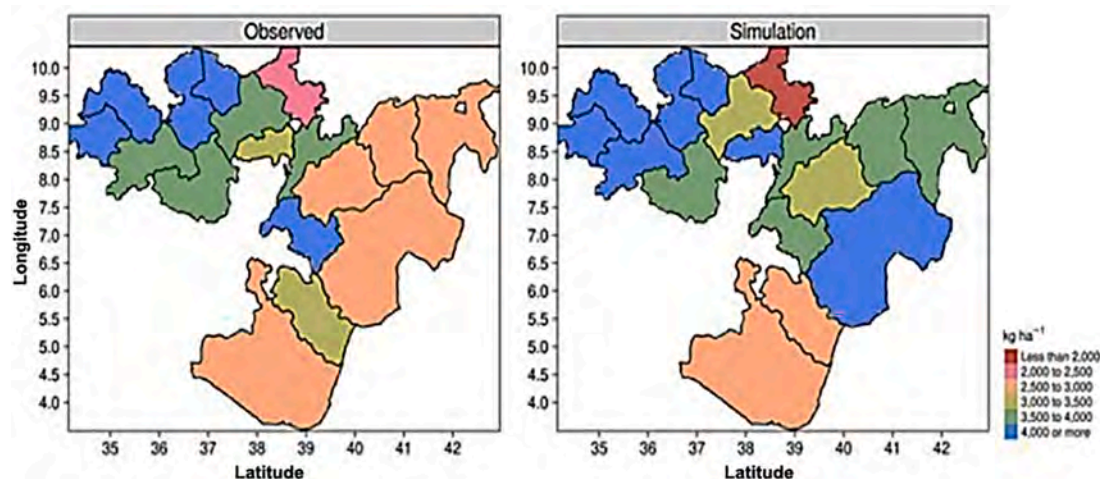 Observed
Simulation
Longitude
10.0
9.5
9.0
8.5
8.0
7.5
7.0
6.5
6.0
5.5
5.0
4.5
4.0
35 36 37 38 39 40 41 42
Latitude
10.0
9.5
9.0
8.5
8.0
7.5
7.0
6.5
6.0
5.5
5.0
4.5
4.0
35 36 37 38 39 40 41 42
Latitude
kg ha⁻¹
Less than 2,000
2,000 to 2,500
2,500 to 3,000
3,000 to 3,500
3,500 to 4,000
4,000 or more